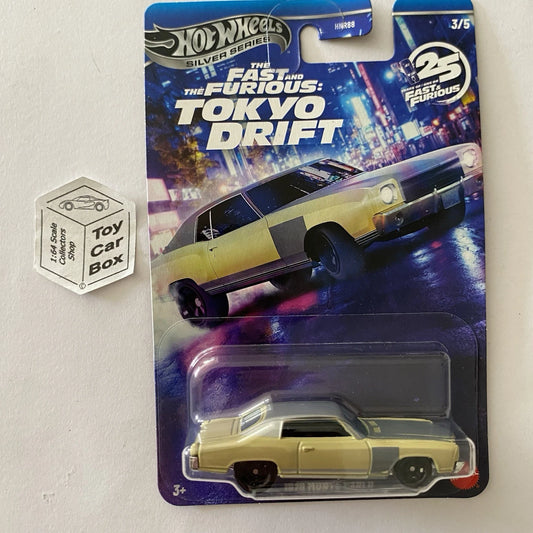 HOT WHEELS
SILVER SERIES
HNR88
3/5
THE
FAST AND
THE FURIOUS:
TOKYO
DRIFT
25
FAST & FURIOUS
1:64 Scale
Collectors
Shop
Toy
Car
Box
©
3+